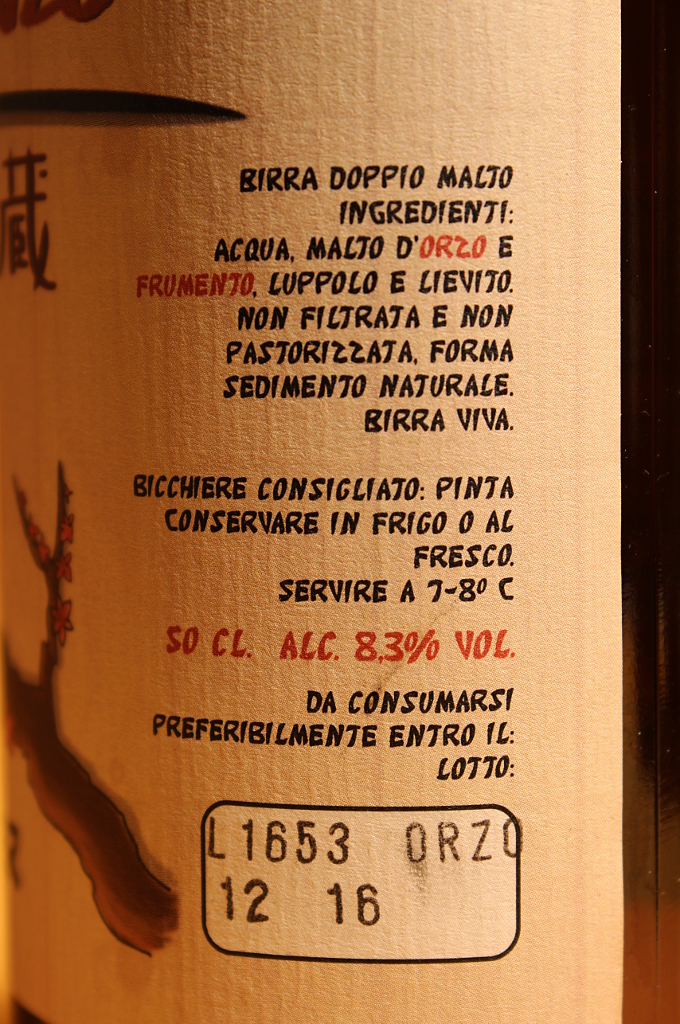 蔵
BIRRA DOPPIO MALTO
INGREDIENTI:
ACQUA, MALTO D'ORZO E
FRUMENTO, LUPPOLO E LIEVITO.
NON FILTRATA E NON
PASTORIZZATA, FORMA
SEDIMENTO NATURALE.
BIRRA VIVA.
BICCHIERE CONSIGLIATO: PINTA
CONSERVARE IN FRIGO O AL
FRESCO.
SERVIRE A 7-8º C
50 CL. ALC. 8,3% VOL.
DA CONSUMARSI
PREFERIBILMENTE ENTRO IL:
LOTTO:
L1653 ORZO
12 16